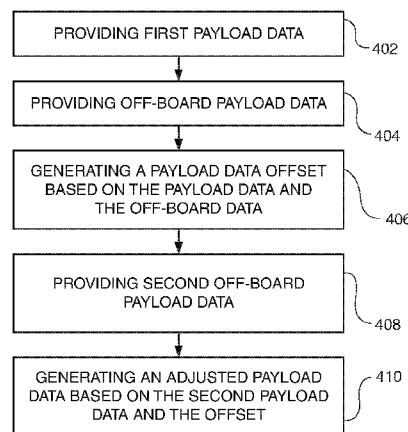 PROVIDING FIRST PAYLOAD DATA
402
PROVIDING OFF-BOARD PAYLOAD DATA
404
GENERATING A PAYLOAD DATA OFFSET
BASED ON THE PAYLOAD DATA AND
THE OFF-BOARD DATA
406
PROVIDING SECOND OFF-BOARD
PAYLOAD DATA
408
GENERATING AN ADJUSTED PAYLOAD
DATA BASED ON THE SECOND PAYLOAD
DATA AND THE OFFSET
410